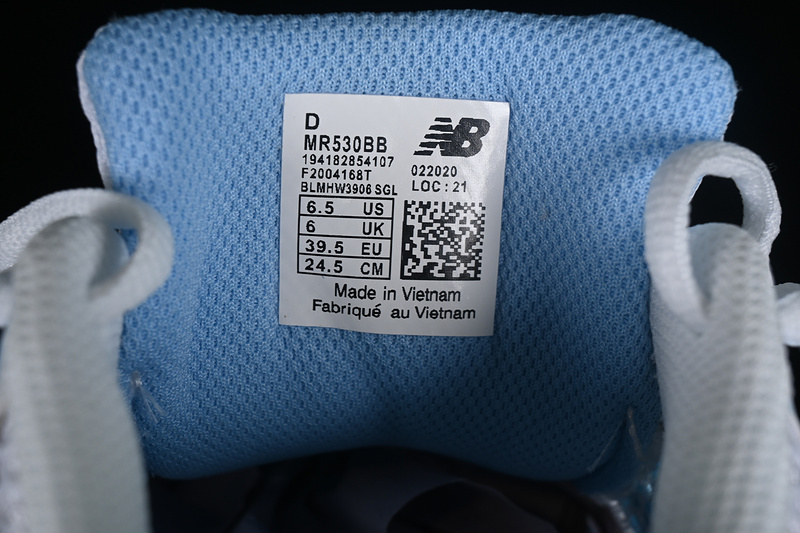 D
MR530BB
194182854107
F2004168T
BLMHW3906 SGL
NB
022020
LOC : 21
6.5 US
6 UK
39.5 EU
24.5 CM
Made in Vietnam
Fabriqué au Vietnam